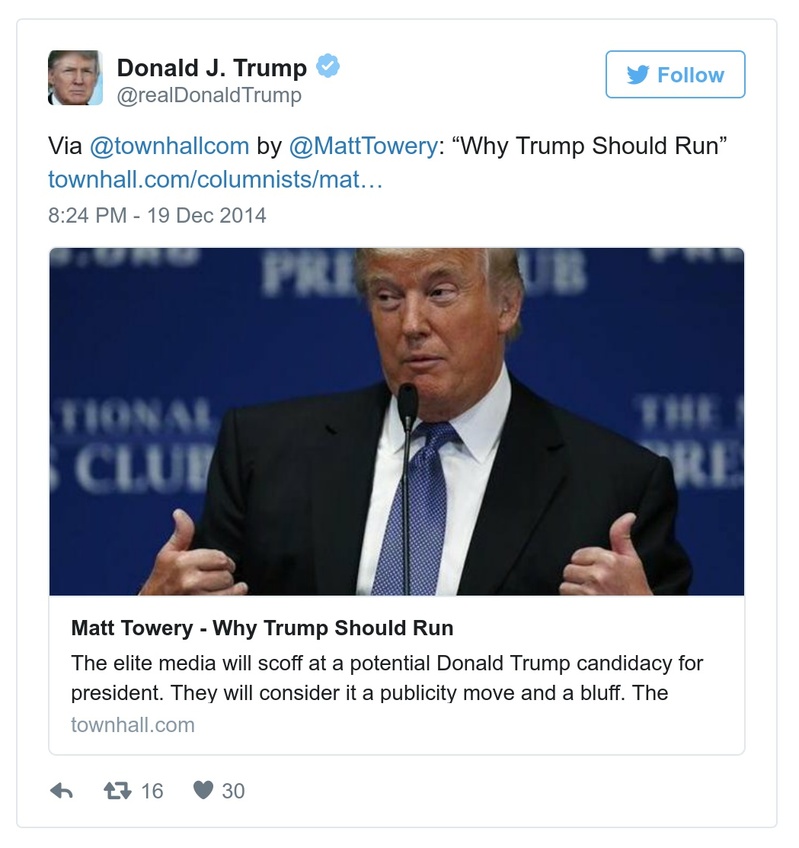 Donald J. Trump
@realDonaldTrump
Follow
Via @townhallcom by @MattTowery: “Why Trump Should Run”
townhall.com/columnists/mat…
8:24 PM - 19 Dec 2014
.ORG
PRE UB
TIONAL
S CLUB
THE
PRE
Matt Towery - Why Trump Should Run
The elite media will scoff at a potential Donald Trump candidacy for
president. They will consider it a publicity move and a bluff. The
townhall.com
16
30